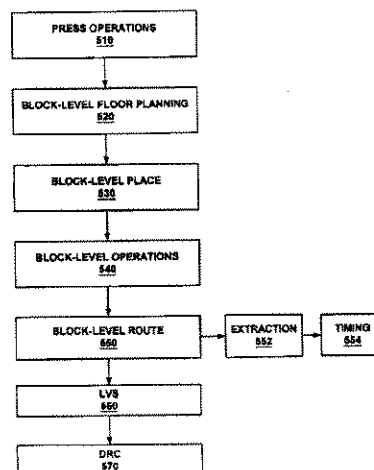 PRESS OPERATIONS
510
BLOCK-LEVEL FLOOR PLANNING
520
BLOCK-LEVEL PLACE
530
BLOCK-LEVEL OPERATIONS
540
BLOCK-LEVEL ROUTE
550
EXTRACTION
552
TIMING
554
LVS
560
DRC
570